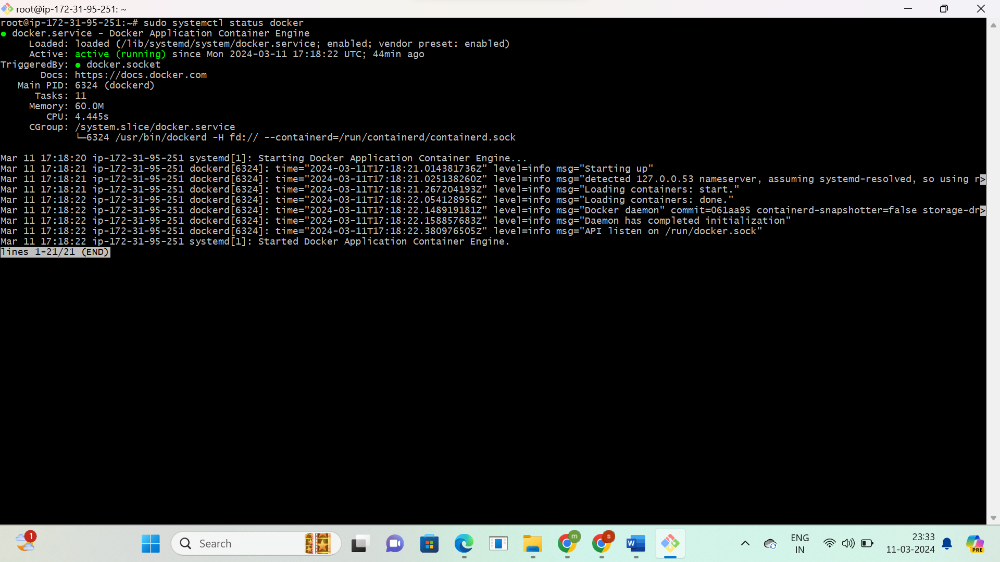 root@ip-172-31-95-251: ~
root@ip-172-31-95-251:~# sudo systemctl status docker
● docker.service - Docker Application Container Engine
     Loaded: loaded (/lib/systemd/system/docker.service; enabled; vendor preset: enabled)
     Active: active (running) since Mon 2024-03-11 17:18:22 UTC; 44min ago
TriggeredBy: ● docker.socket
       Docs: https://docs.docker.com
   Main PID: 6324 (dockerd)
      Tasks: 11
     Memory: 60.0M
        CPU: 4.445s
     CGroup: /system.slice/docker.service
             └─6324 /usr/bin/dockerd -H fd:// --containerd=/run/containerd/containerd.sock
Mar 11 17:18:20 ip-172-31-95-251 systemd[1]: Starting Docker Application Container Engine...
Mar 11 17:18:21 ip-172-31-95-251 dockerd[6324]: time="2024-03-11T17:18:21.014381736Z" level=info msg="Starting up"
Mar 11 17:18:21 ip-172-31-95-251 dockerd[6324]: time="2024-03-11T17:18:21.025138260Z" level=info msg="detected 127.0.0.53 nameserver, assuming systemd-resolved, so using r>
Mar 11 17:18:21 ip-172-31-95-251 dockerd[6324]: time="2024-03-11T17:18:21.267204193Z" level=info msg="Loading containers: start."
Mar 11 17:18:22 ip-172-31-95-251 dockerd[6324]: time="2024-03-11T17:18:22.054128956Z" level=info msg="Loading containers: done."
Mar 11 17:18:22 ip-172-31-95-251 dockerd[6324]: time="2024-03-11T17:18:22.148919181Z" level=info msg="Docker daemon" commit=061aa95 containerd-snapshotter=false storage-dr>
Mar 11 17:18:22 ip-172-31-95-251 dockerd[6324]: time="2024-03-11T17:18:22.158857683Z" level=info msg="Daemon has completed initialization"
Mar 11 17:18:22 ip-172-31-95-251 dockerd[6324]: time="2024-03-11T17:18:22.380976505Z" level=info msg="API listen on /run/docker.sock"
Mar 11 17:18:22 ip-172-31-95-251 systemd[1]: Started Docker Application Container Engine.
lines 1-21/21 (END)
1
Search
m
s
W
ENG
IN
23:33
11-03-2024
PRE